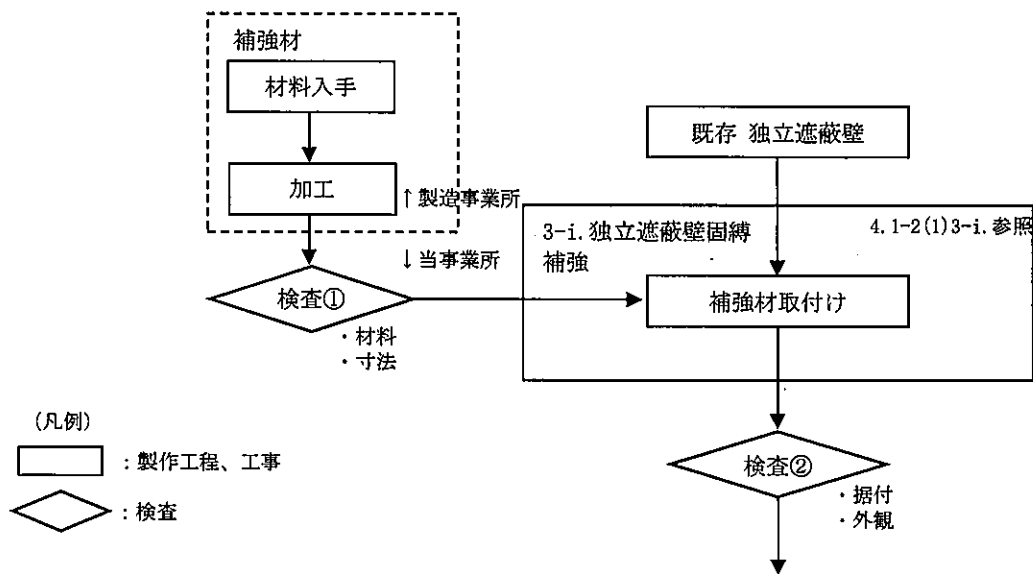 補強材
材料入手
加工
↑製造事業所
↓当事業所
検査①
・材料
・寸法
既存 独立遮蔽壁
3-i.独立遮蔽壁固縛
補強
4.1-2(1)3-i.参照
補強材取付け
検査②
・据付
・外観
(凡例)
：製作工程、工事
：検査